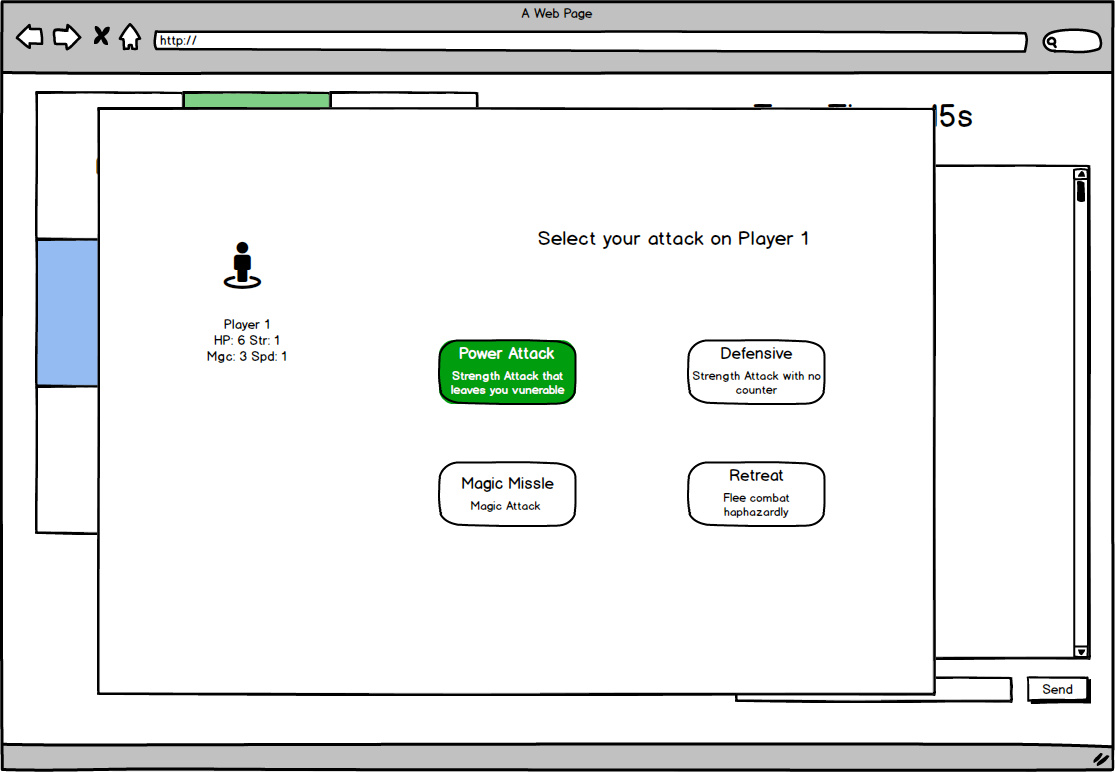 A Web Page
http://
15s
Select your attack on Player 1
Player 1
HP: 6 Str: 1
Mgc: 3 Spd: 1
Power Attack
Strength Attack that
leaves you vunerable
Defensive
Strength Attack with no
counter
Magic Missle
Magic Attack
Retreat
Flee combat
haphazardly
Send